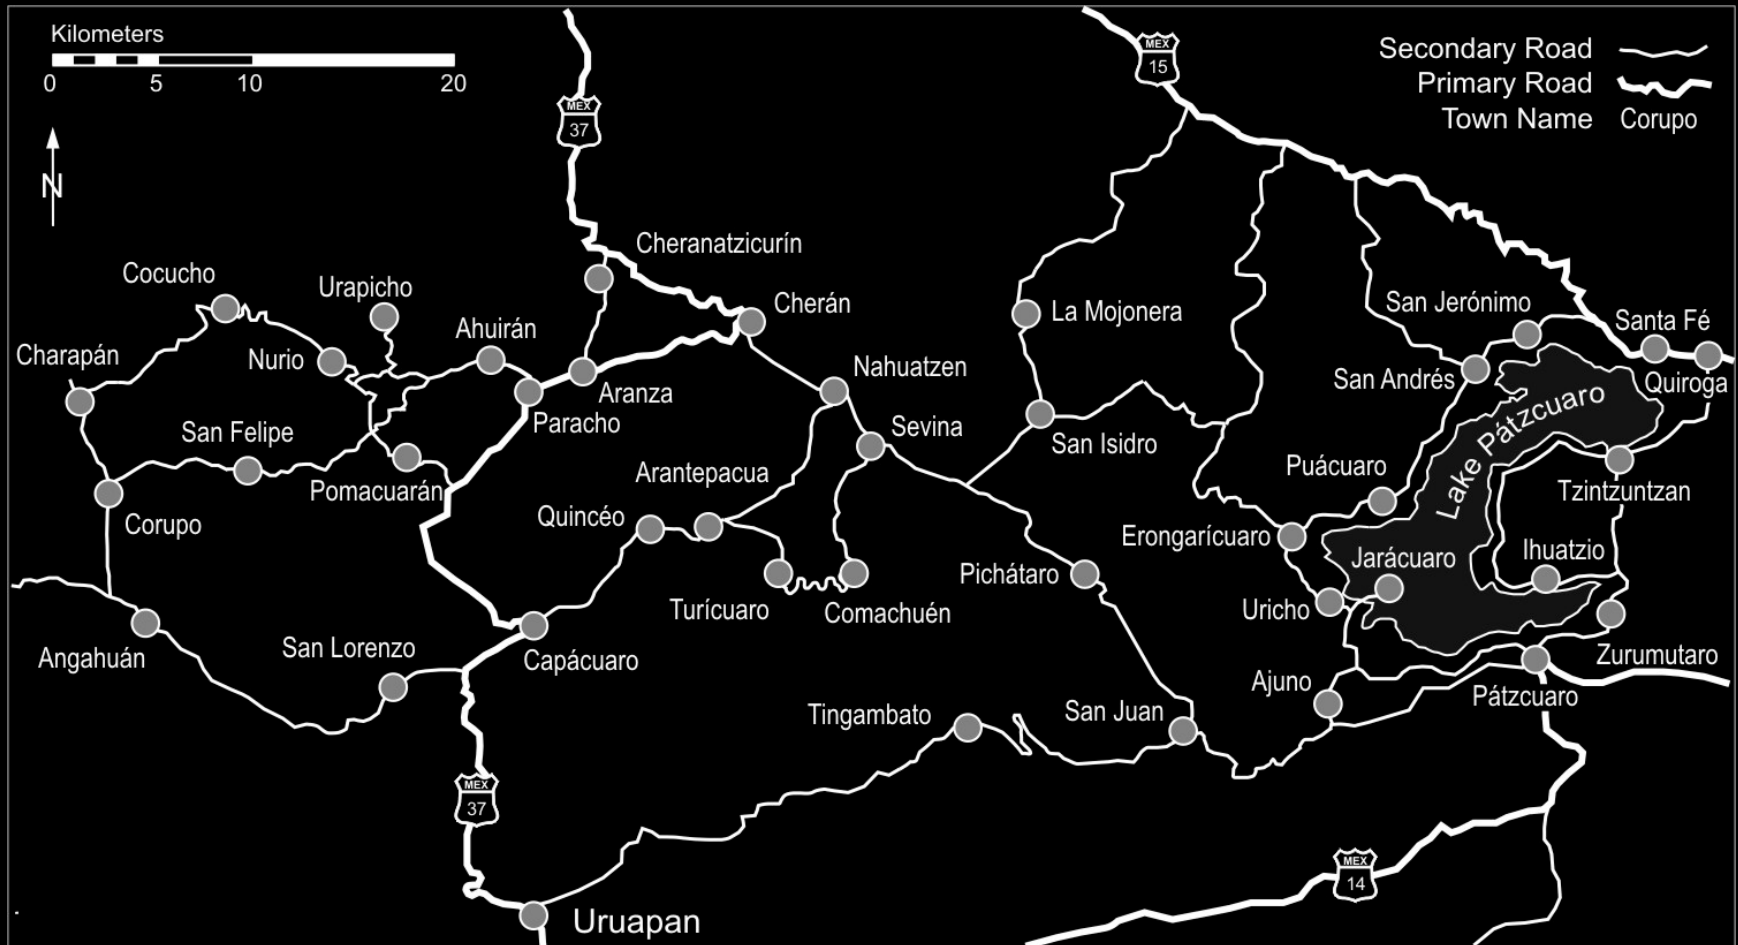 Kilometers
0 5 10 20
N
MEX
37
MEX
15
Secondary Road
Primary Road
Town Name Corupo
Cheranatzicurín
Cocucho
Urapicho
Cherán
La Mojonera
San Jerónimo
Santa Fé
Ahuirán
Charapán
Nurio
Nahuatzen
San Andrés
Quiroga
Aranza
Paracho
Lake Pátzcuaro
San Felipe
Sevina
San Isidro
Arantepacua
Puácuaro
Pomacuarán
Tzintzuntzan
Corupo
Quincéo
Erongarícuaro
Ihuatzio
Jarácuaro
Pichátaro
Turícuaro
Comachuén
Uricho
Angahuán
San Lorenzo
Capácuaro
Zurumutaro
Ajuno
Pátzcuaro
Tingambato
San Juan
MEX
37
MEX
14
Uruapan